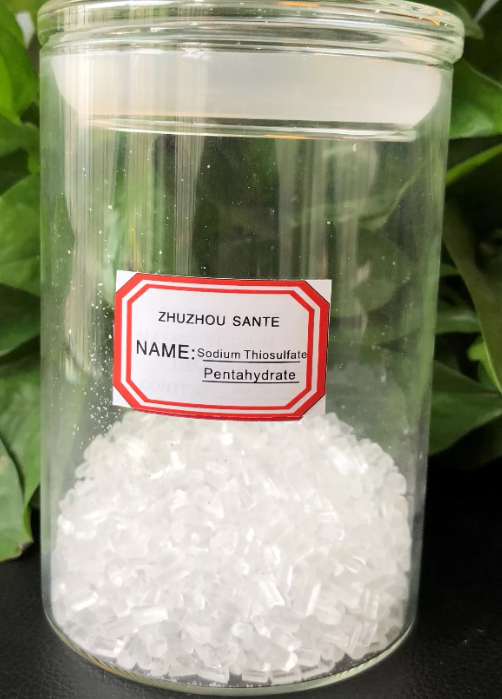 ZHUZHOU SANTE
NAME: Sodium Thiosulfate
Pentahydrate